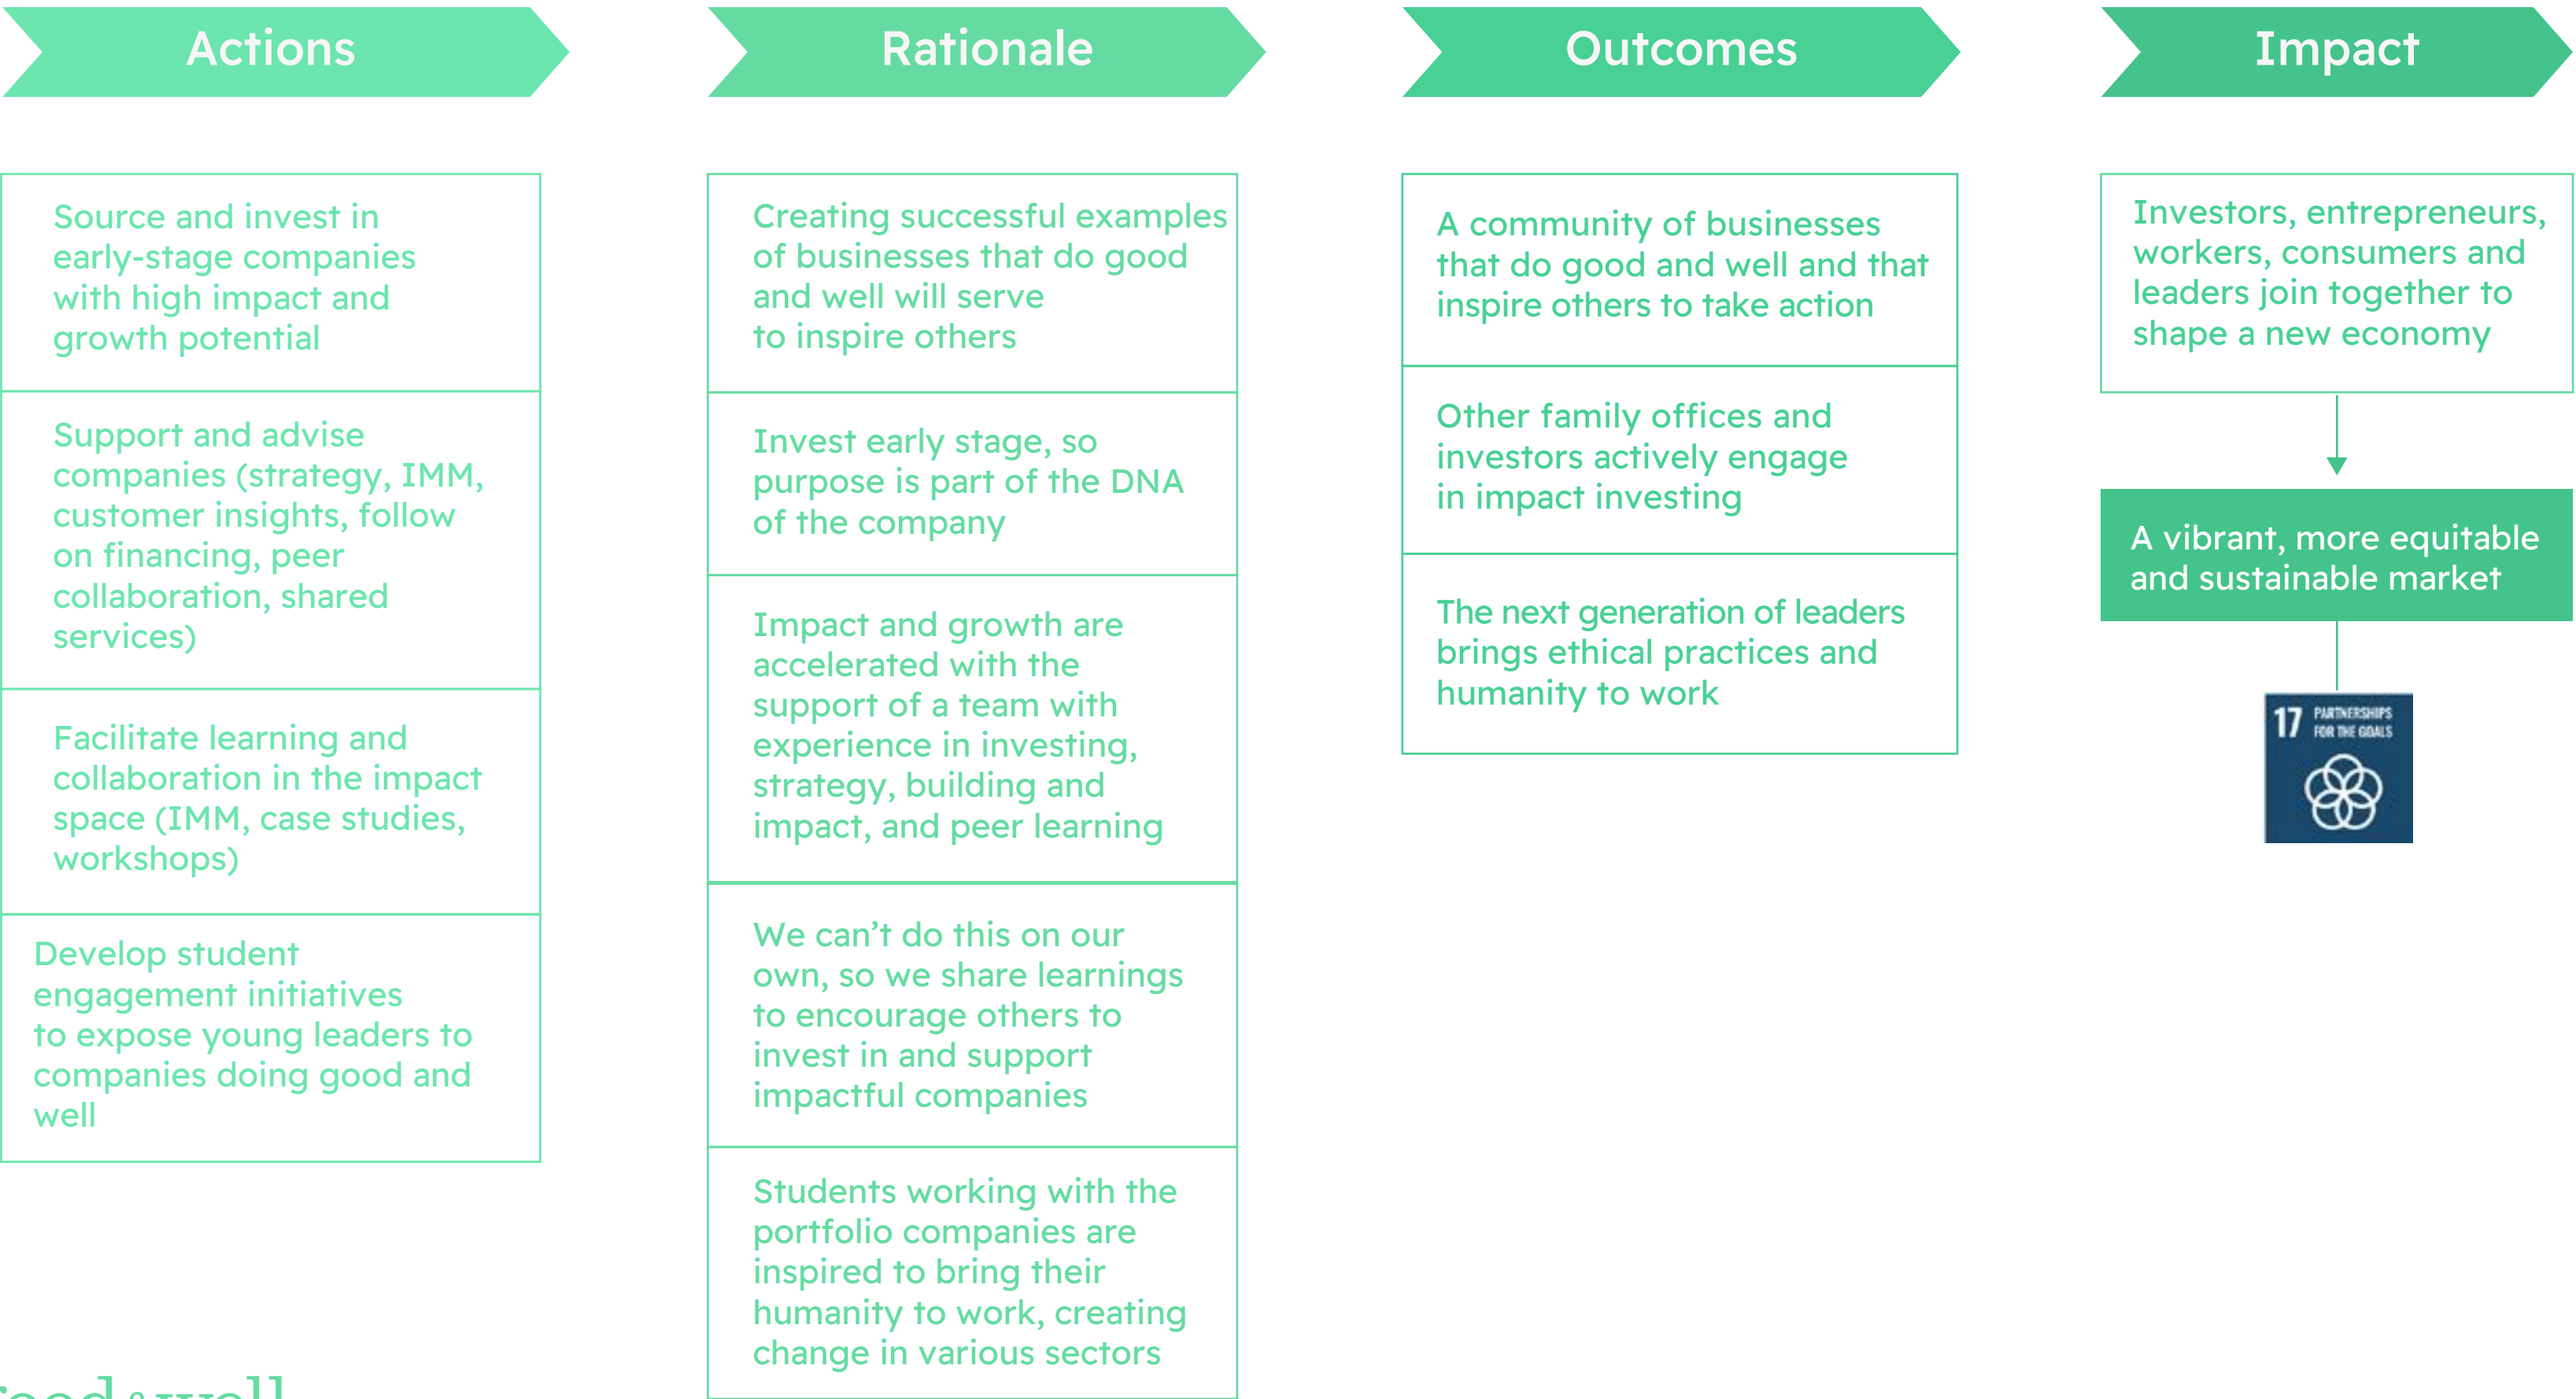 Actions
Source and invest in
early-stage companies
with high impact and
growth potential
Support and advise
companies (strategy, IMM,
customer insights, follow
on financing, peer
collaboration, shared
services)
Facilitate learning and
collaboration in the impact
space (IMM, case studies,
workshops)
Develop student
engagement initiatives
to expose young leaders to
companies doing good and
well
Rationale
Creating successful examples
of businesses that do good
and well will serve
to inspire others
Invest early stage, so
purpose is part of the DNA
of the company
Impact and growth are
accelerated with the
support of a team with
experience in investing,
strategy, building and
impact, and peer learning
We can’t do this on our
own, so we share learnings
to encourage others to
invest in and support
impactful companies
Students working with the
portfolio companies are
inspired to bring their
humanity to work, creating
change in various sectors
Outcomes
A community of businesses
that do good and well and that
inspire others to take action
Other family offices and
investors actively engage
in impact investing
The next generation of leaders
brings ethical practices and
humanity to work
Impact
Investors, entrepreneurs,
workers, consumers and
leaders join together to
shape a new economy
A vibrant, more equitable
and sustainable market
17 PARTNERSHIPS
FOR THE GOALS